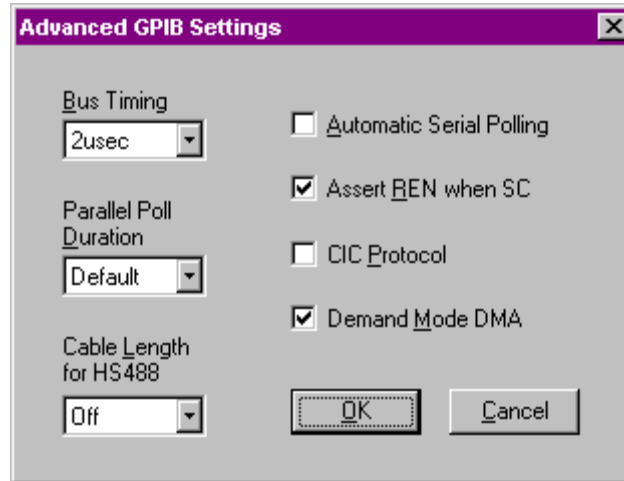 Advanced GPIB Settings
Bus Timing
2usec
Parallel Poll
Duration
Default
Cable Length
for HS488
Off
Automatic Serial Polling
Assert REN when SC
CIC Protocol
Demand Mode DMA
OK
Cancel